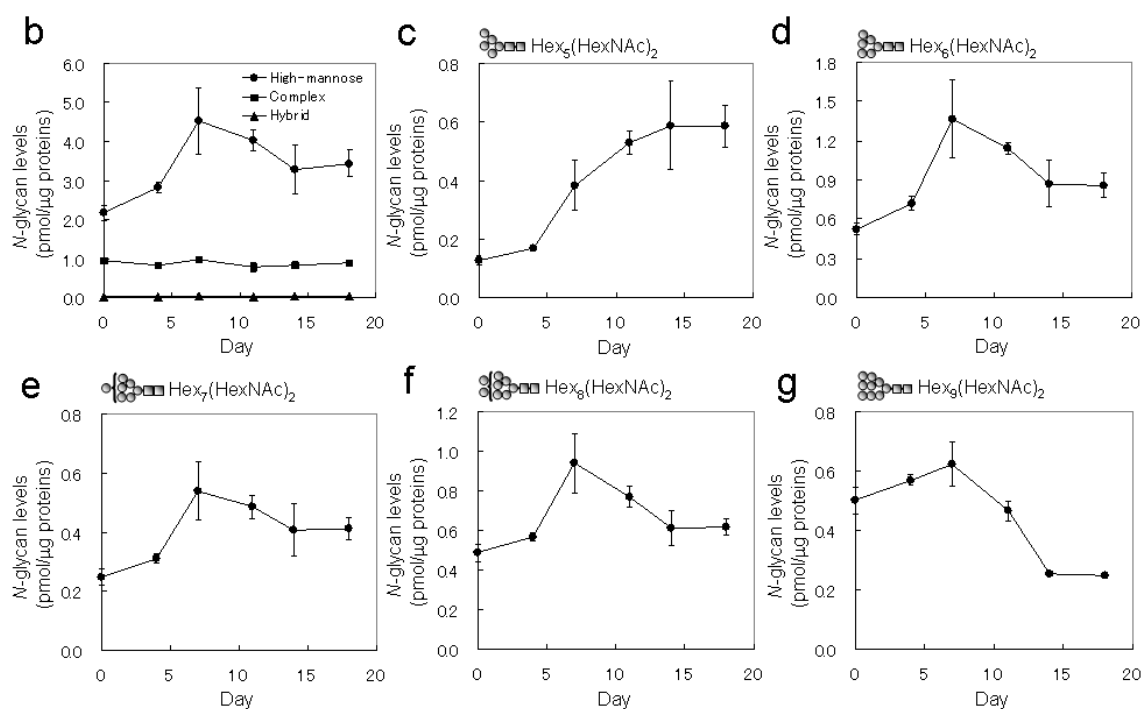 b
N-glycan levels
(pmol/µg proteins)
6.0
5.0
4.0
3.0
2.0
1.0
0.0
High-mannose
Complex
Hybrid
0 5 10 15 20
Day
c
Hex5(HexNAc)2
N-glycan levels
(pmol/µg proteins)
0.8
0.6
0.4
0.2
0.0
0 5 10 15 20
Day
d
Hex6(HexNAc)2
N-glycan levels
(pmol/µg proteins)
1.8
1.5
1.2
0.9
0.6
0.3
0.0
0 5 10 15 20
Day
e
Hex7(HexNAc)2
N-glycan levels
(pmol/µg proteins)
0.8
0.6
0.4
0.2
0.0
0 5 10 15 20
Day
f
Hex8(HexNAc)2
N-glycan levels
(pmol/µg proteins)
1.2
1.0
0.8
0.6
0.4
0.2
0.0
0 5 10 15 20
Day
g
Hex9(HexNAc)2
N-glycan levels
(pmol/µg proteins)
0.8
0.6
0.4
0.2
0.0
0 5 10 15 20
Day